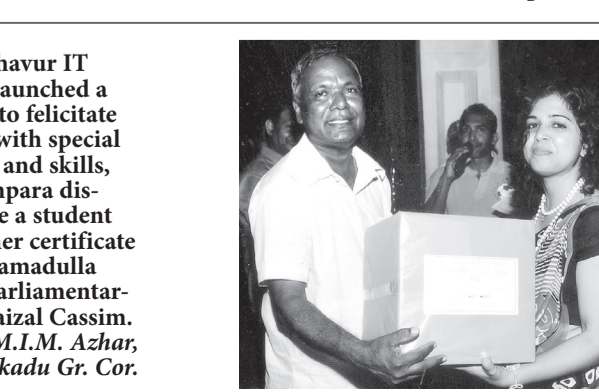 havur IT
aunched a
to felicitate
with special
and skills,
npara dis-
e a student
her certificate
amadulla
arliamentar-
aizal Cassim.
M.I.M. Azhar,
kadu Gr. Cor.